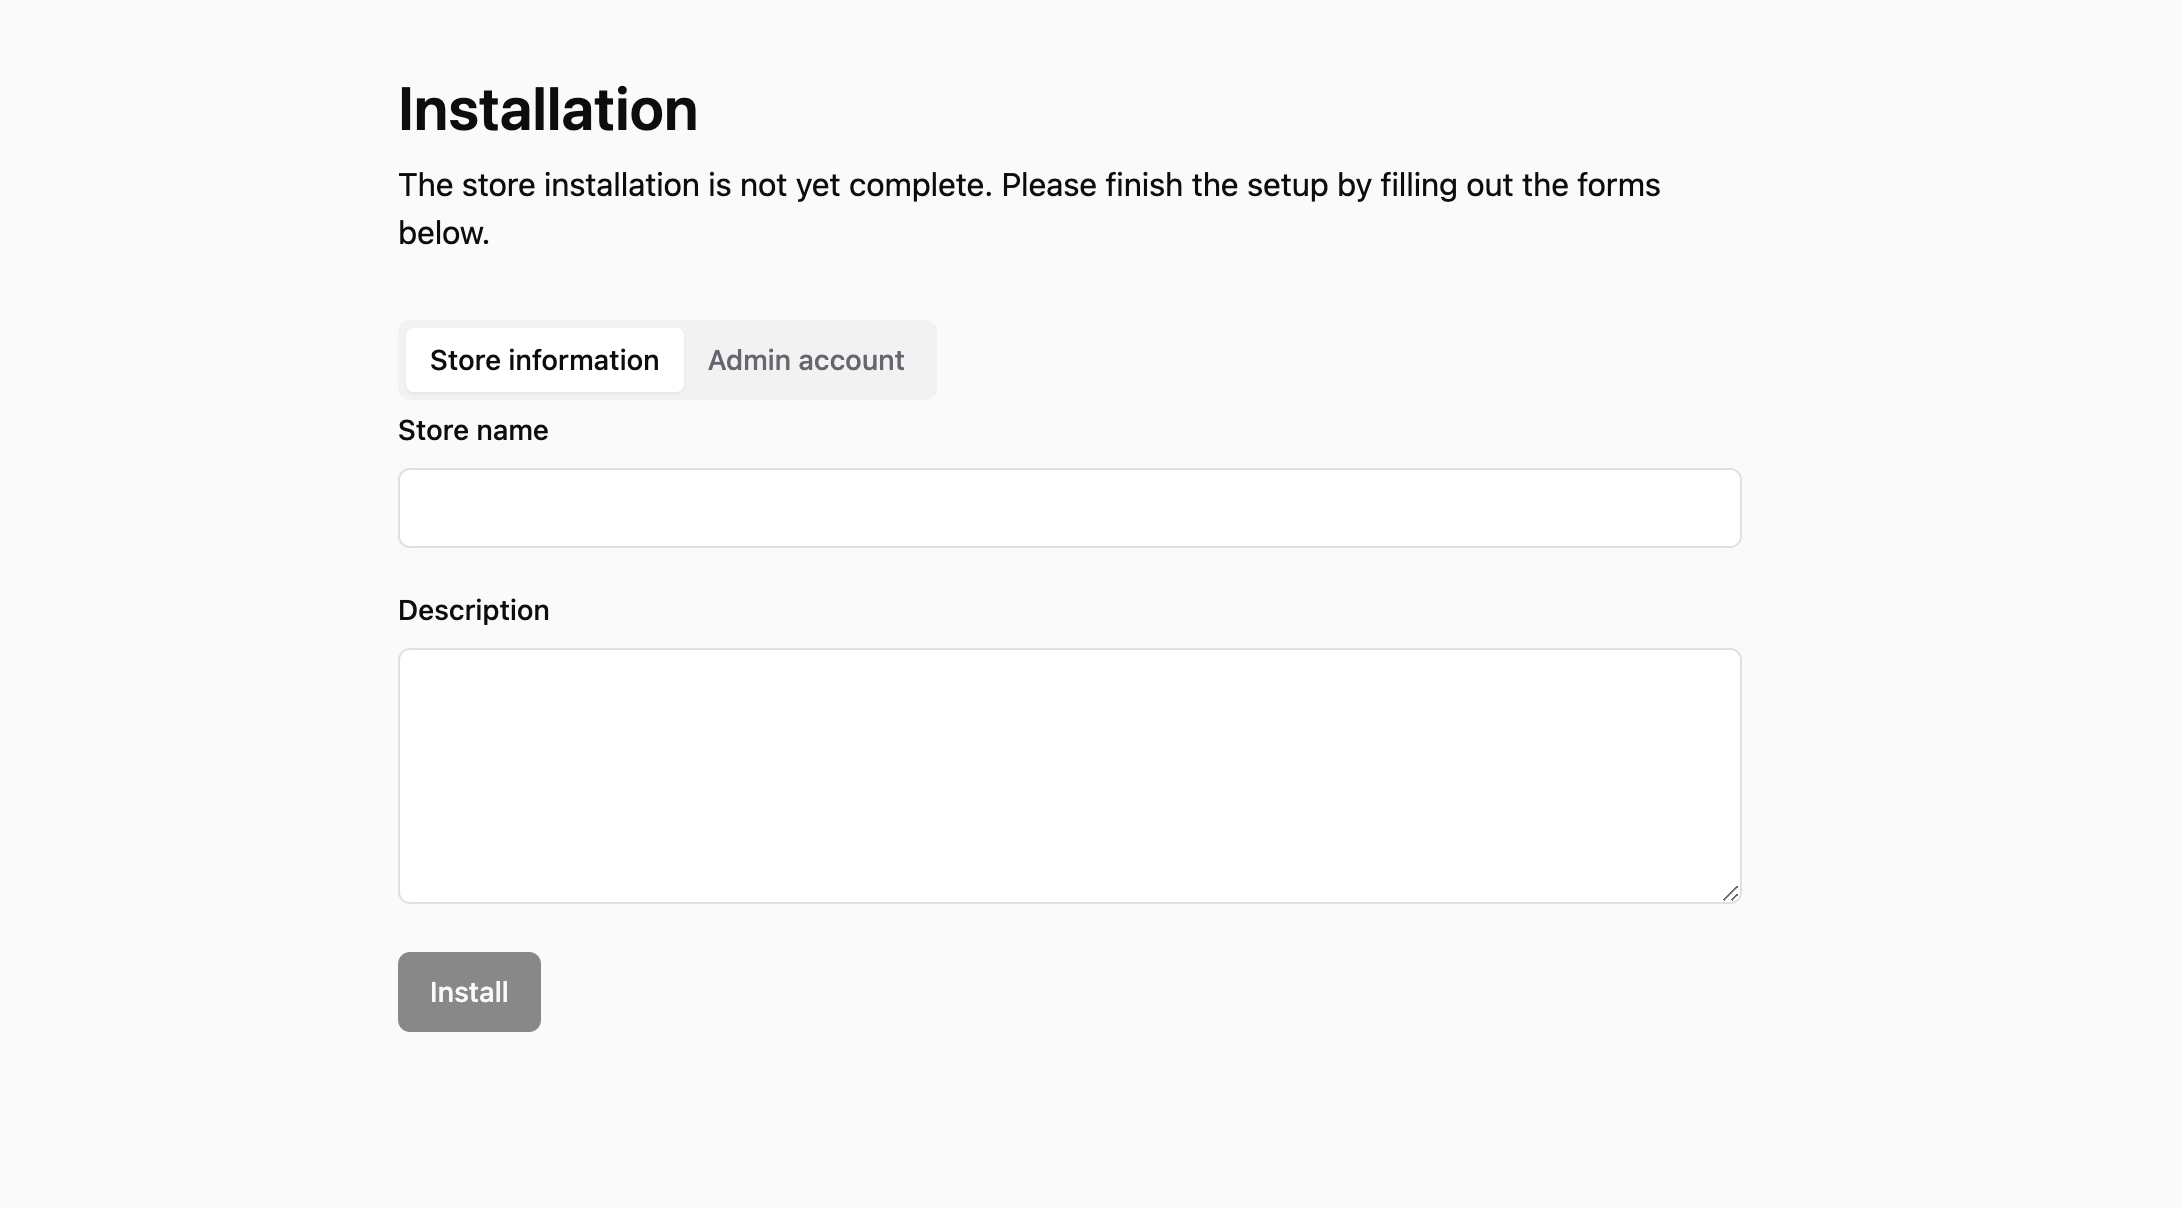 Installation
The store installation is not yet complete. Please finish the setup by filling out the forms
below.
Store information
Admin account
Store name
Description
Install